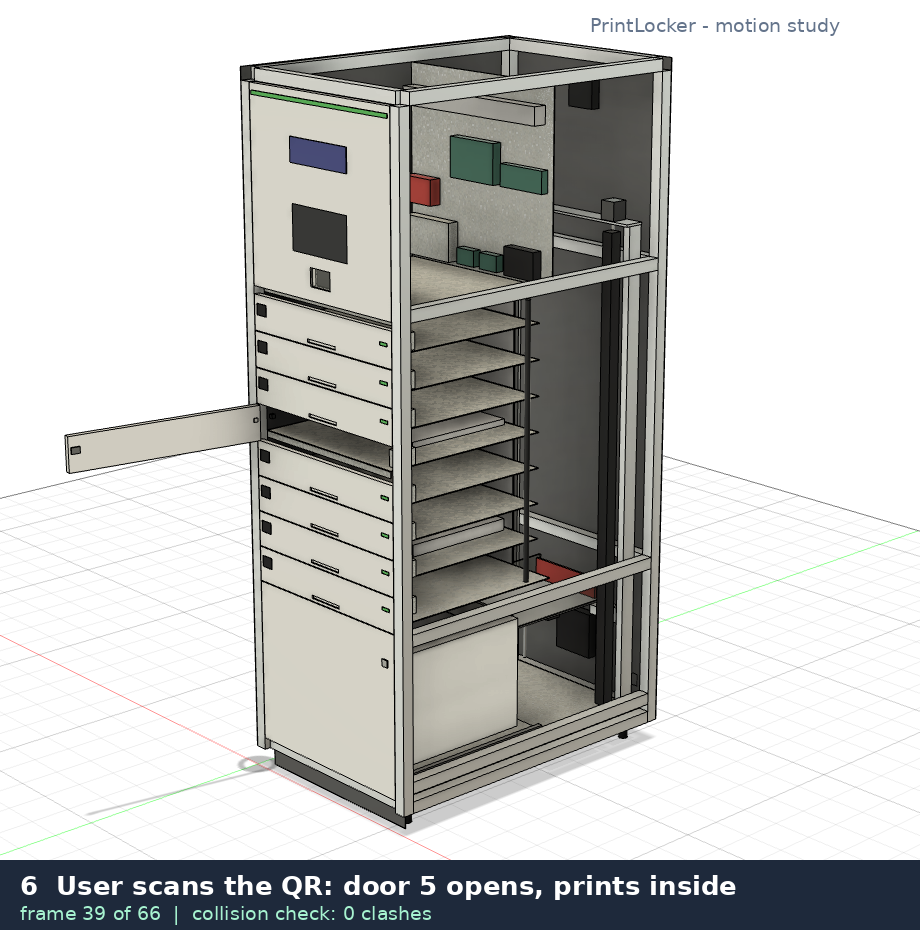 PrintLocker - motion study
6  User scans the QR: door 5 opens, prints inside
frame 39 of 66  |  collision check: 0 clashes